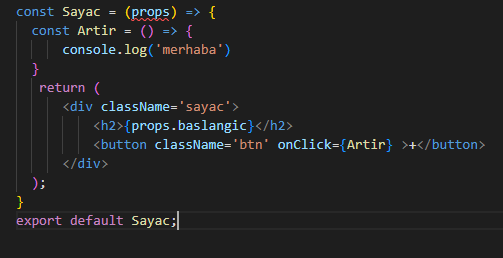 const Sayac = (props) => {
  const Artir = () => {
      console.log('merhaba')
  }
   return (
      <div className='sayac'>
          <h2>{props.baslangic}</h2>
          <button className='btn' onClick={Artir} >+</button>
      </div>
  );
}
export default Sayac;